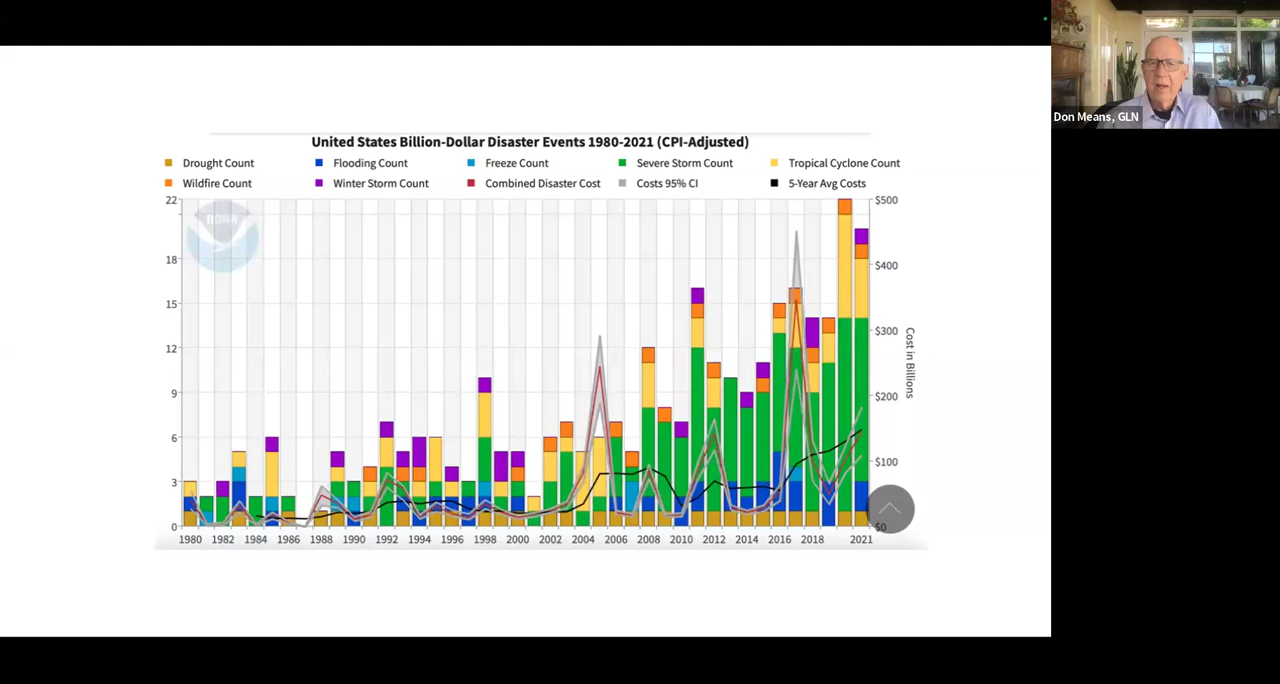 Don Means, GLN
United States Billion-Dollar Disaster Events 1980-2021 (CPI-Adjusted)
Drought Count Flooding Count Freeze Count Severe Storm Count Tropical Cyclone Count
Wildfire Count Winter Storm Count Combined Disaster Cost Costs 95% CI 5-Year Avg Costs
22 $500
NOAA
18 $400
15
$300
12
Cost in Billions
9 $200
6
$100
3
0 $0
1980 1982 1984 1986 1988 1990 1992 1994 1996 1998 2000 2002 2004 2006 2008 2010 2012 2014 2016 2018 2021